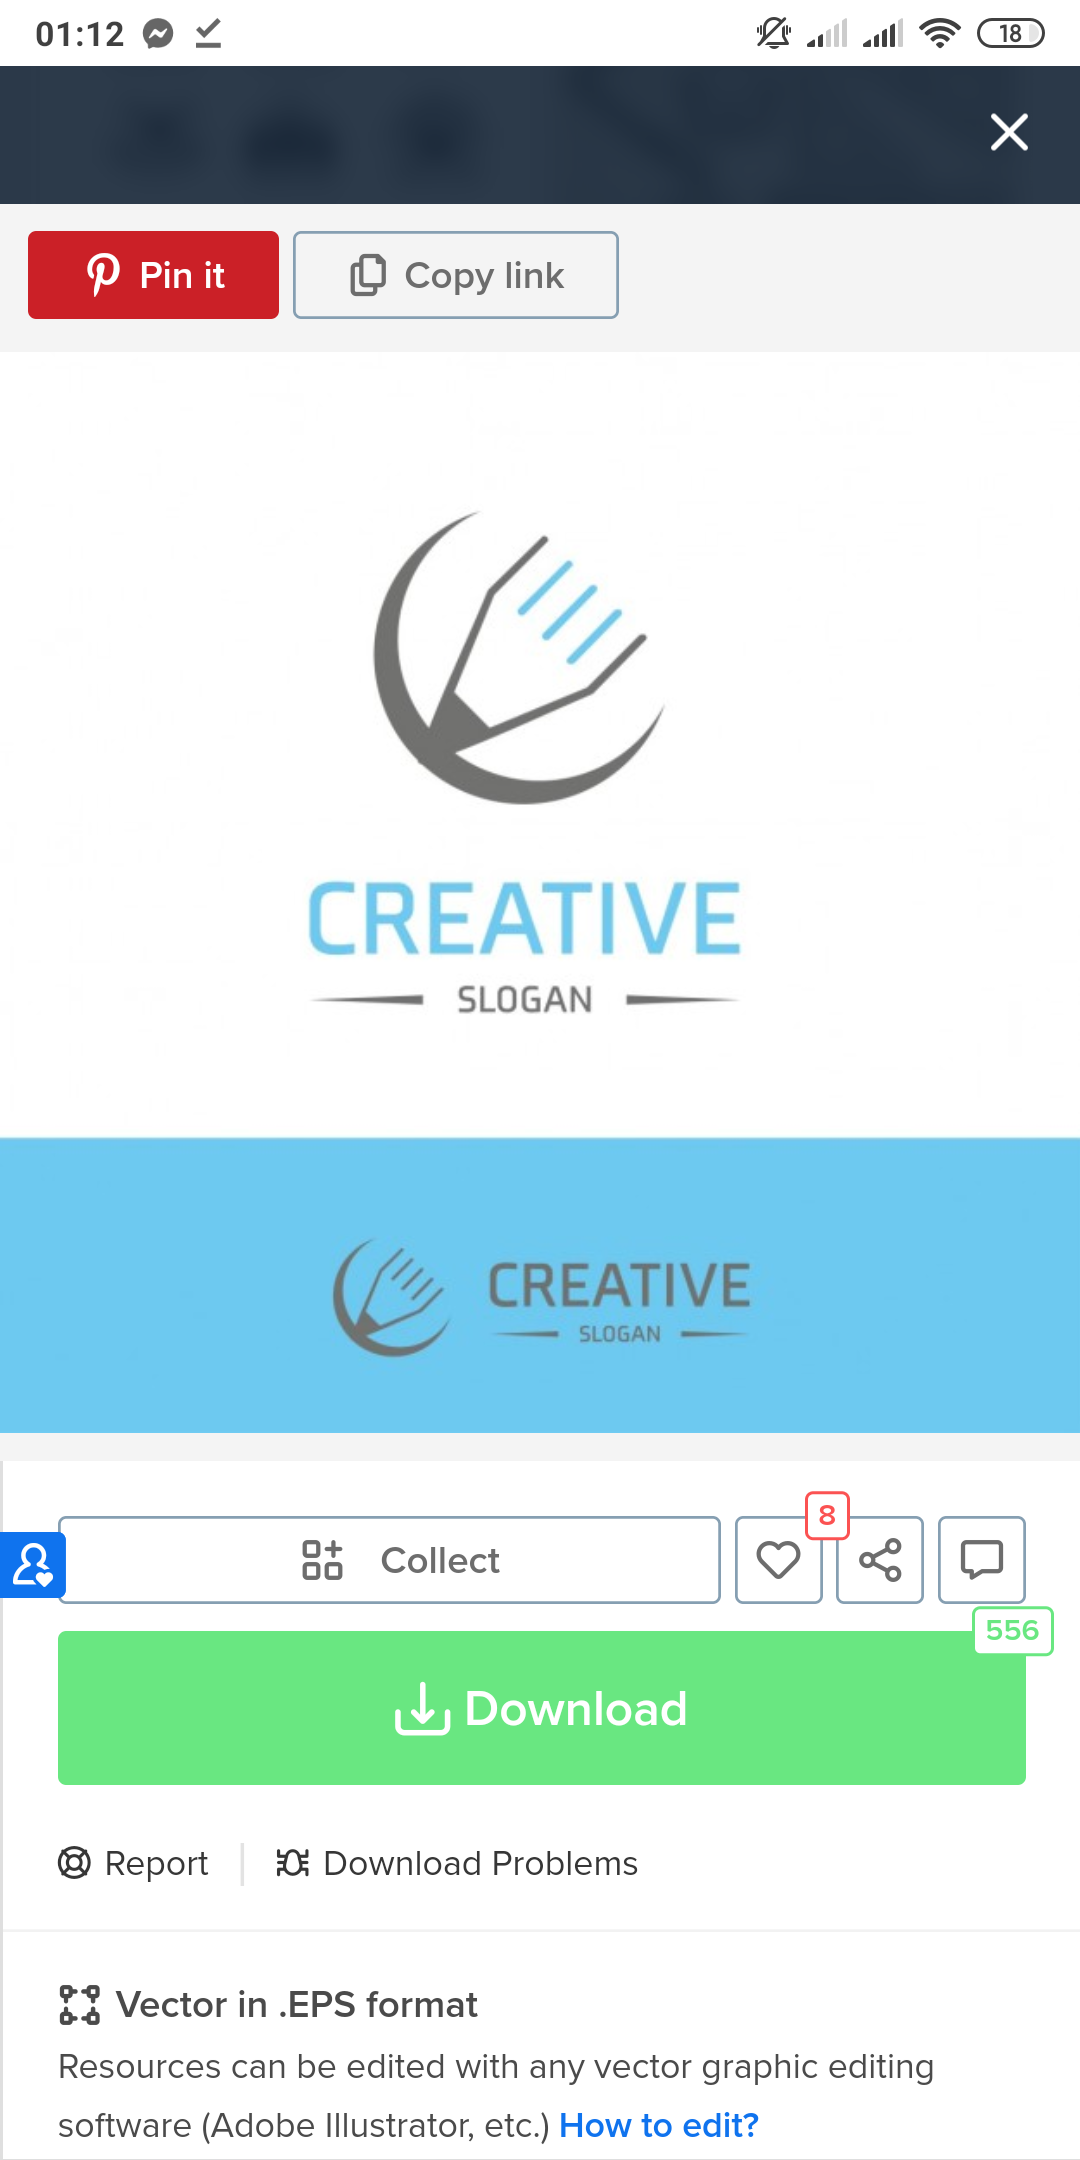 01:12
18
Pin it
Copy link
CREATIVE
SLOGAN
CREATIVE
SLOGAN
8
Collect
556
Download
Report
Download Problems
Vector in .EPS format
Resources can be edited with any vector graphic editing
software (Adobe Illustrator, etc.) How to edit?